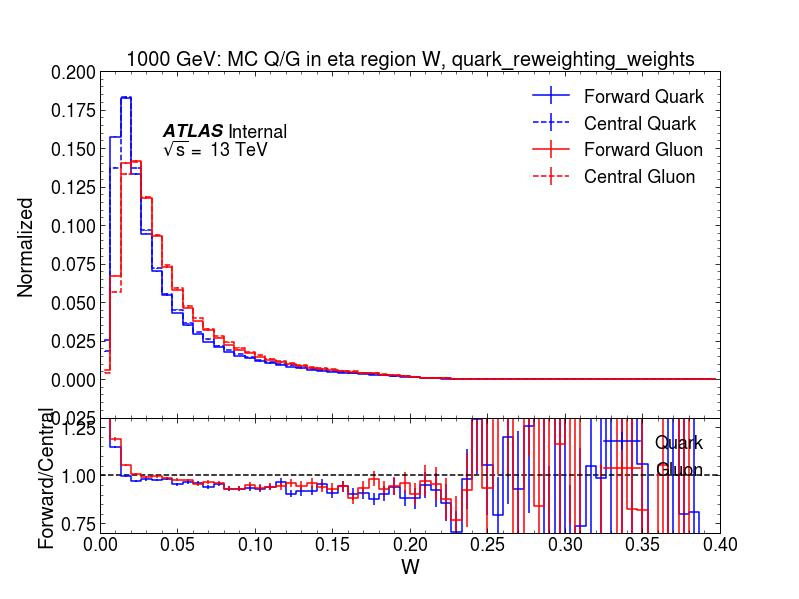 1000 GeV: MC Q/G in eta region W, quark_reweighting_weights
0.200
0.175
0.150
0.125
0.100
0.075
0.050
0.025
0.000
0.025
Normalized
ATLAS Internal
√s = 13 TeV
Forward Quark
Central Quark
Forward Gluon
Central Gluon
1.25
1.00
0.75
Forward/Central
Quark
Gluon
0.00 0.05 0.10 0.15 0.20 0.25 0.30 0.35 0.40
W